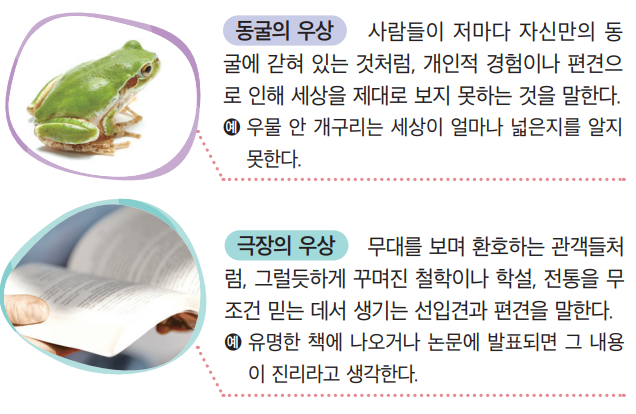 동굴의 우상 사람들이 저마다 자신만의 동
굴에 갇혀 있는 것처럼, 개인적 경험이나 편견으
로 인해 세상을 제대로 보지 못하는 것을 말한다.
예 우물 안 개구리는 세상이 얼마나 넓은지를 알지
못한다.
극장의 우상 무대를 보며 환호하는 관객들처
럼, 그럴듯하게 꾸며진 철학이나 학설, 전통을 무
조건 믿는 데서 생기는 선입견과 편견을 말한다.
예 유명한 책에 나오거나 논문에 발표되면 그 내용
이 진리라고 생각한다.